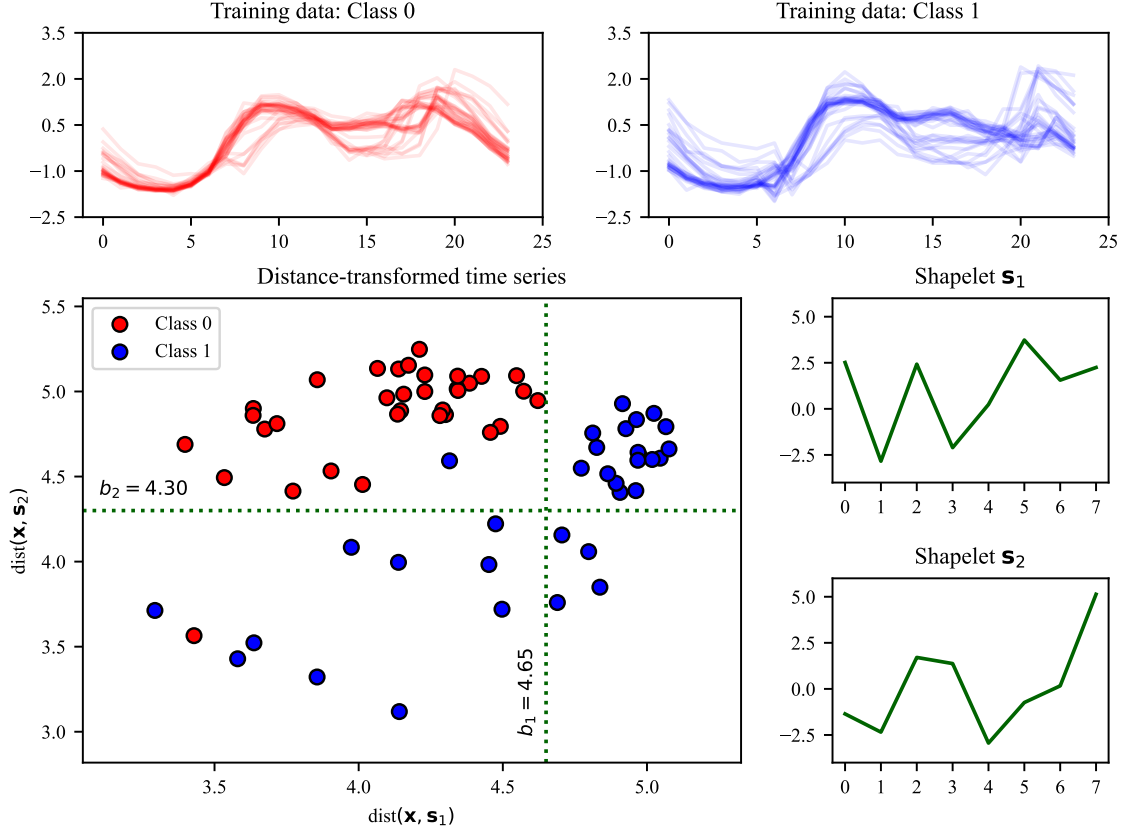 Training data: Class 0
3.5
2.0
0.5
−1.0
−2.5
0 5 10 15 20 25
Training data: Class 1
3.5
2.0
0.5
−1.0
−2.5
0 5 10 15 20 25
Distance-transformed time series
Class 0
Class 1
5.5
5.0
4.5
4.0
3.5
3.0
dist(x, s₂)
b₂ = 4.30
b₁ = 4.65
3.5 4.0 4.5 5.0
dist(x, s₁)
Shapelet s₁
5.0
2.5
0.0
−2.5
0 1 2 3 4 5 6 7
Shapelet s₂
5.0
2.5
0.0
−2.5
0 1 2 3 4 5 6 7